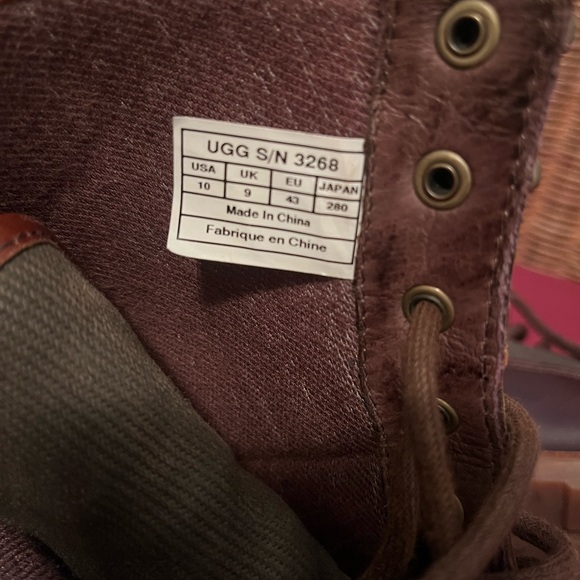 UGG S/N 3268
USA UK EU JAPAN
10 9 43 280
Made In China
Fabrique en Chine